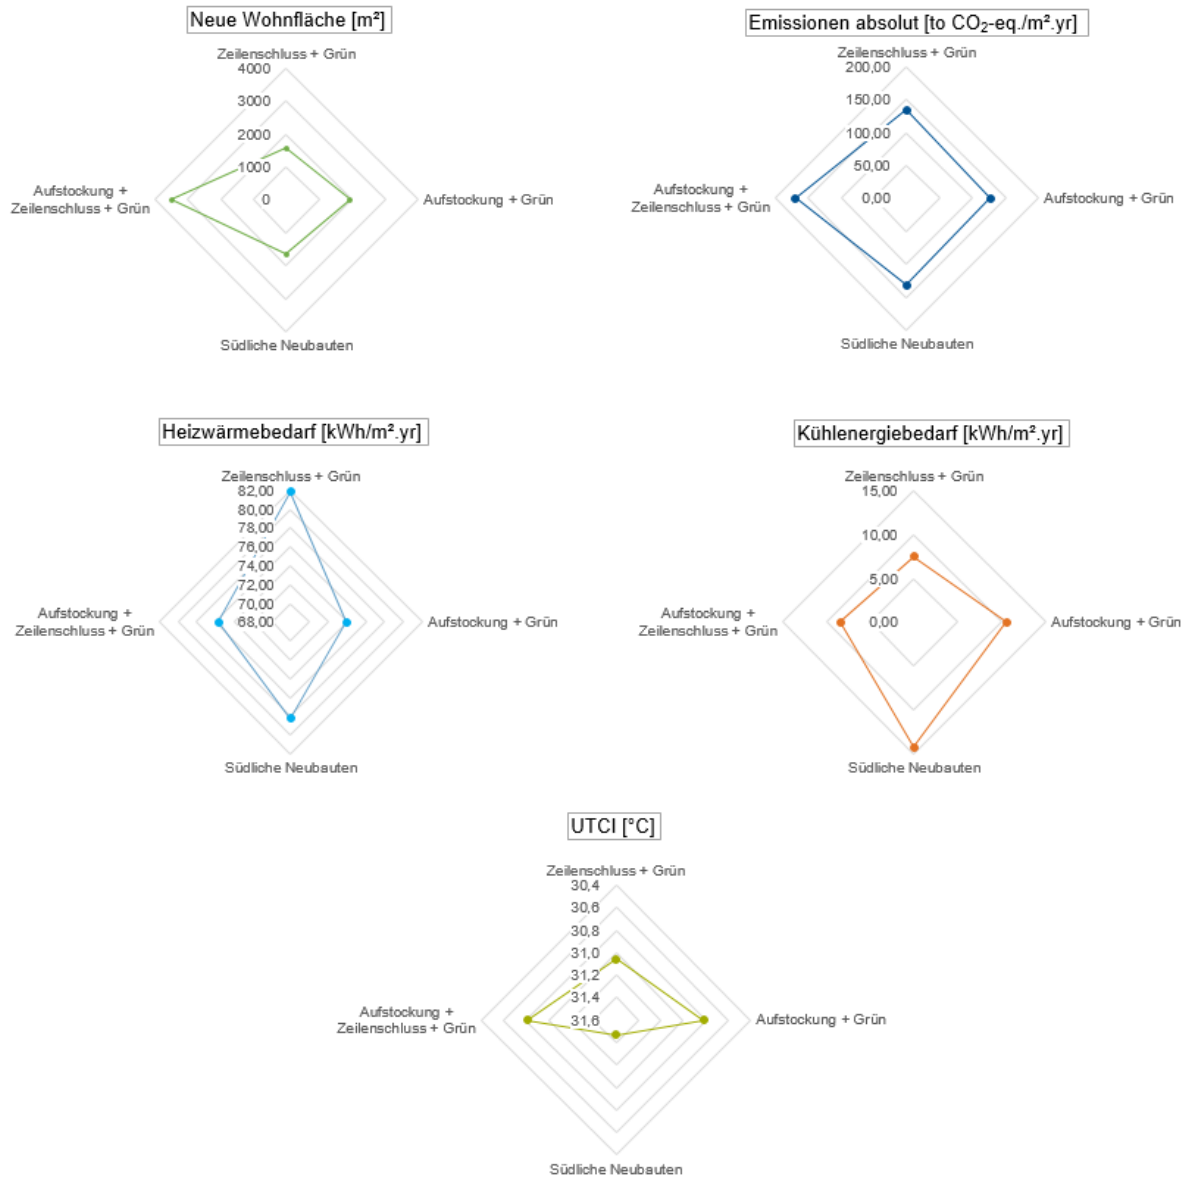 Neue Wohnfläche [m²]
Zeilenschluss + Grün
4000
3000
2000
1000
0
Aufstockung +
Zeilenschluss + Grün
Aufstockung + Grün
Südliche Neubauten
Emissionen absolut [to CO₂-eq./m².yr]
Zeilenschluss + Grün
200,00
150,00
100,00
50,00
0,00
Aufstockung +
Zeilenschluss + Grün
Aufstockung + Grün
Südliche Neubauten
Heizwärmebedarf [kWh/m².yr]
Zeilenschluss + Grün
82,00
80,00
78,00
76,00
74,00
72,00
70,00
68,00
Aufstockung +
Zeilenschluss + Grün
Aufstockung + Grün
Südliche Neubauten
Kühlenergiebedarf [kWh/m².yr]
Zeilenschluss + Grün
15,00
10,00
5,00
0,00
Aufstockung +
Zeilenschluss + Grün
Aufstockung + Grün
Südliche Neubauten
UTCI [°C]
Zeilenschluss + Grün
30,4
30,6
30,8
31,0
31,2
31,4
31,6
Aufstockung +
Zeilenschluss + Grün
Aufstockung + Grün
Südliche Neubauten